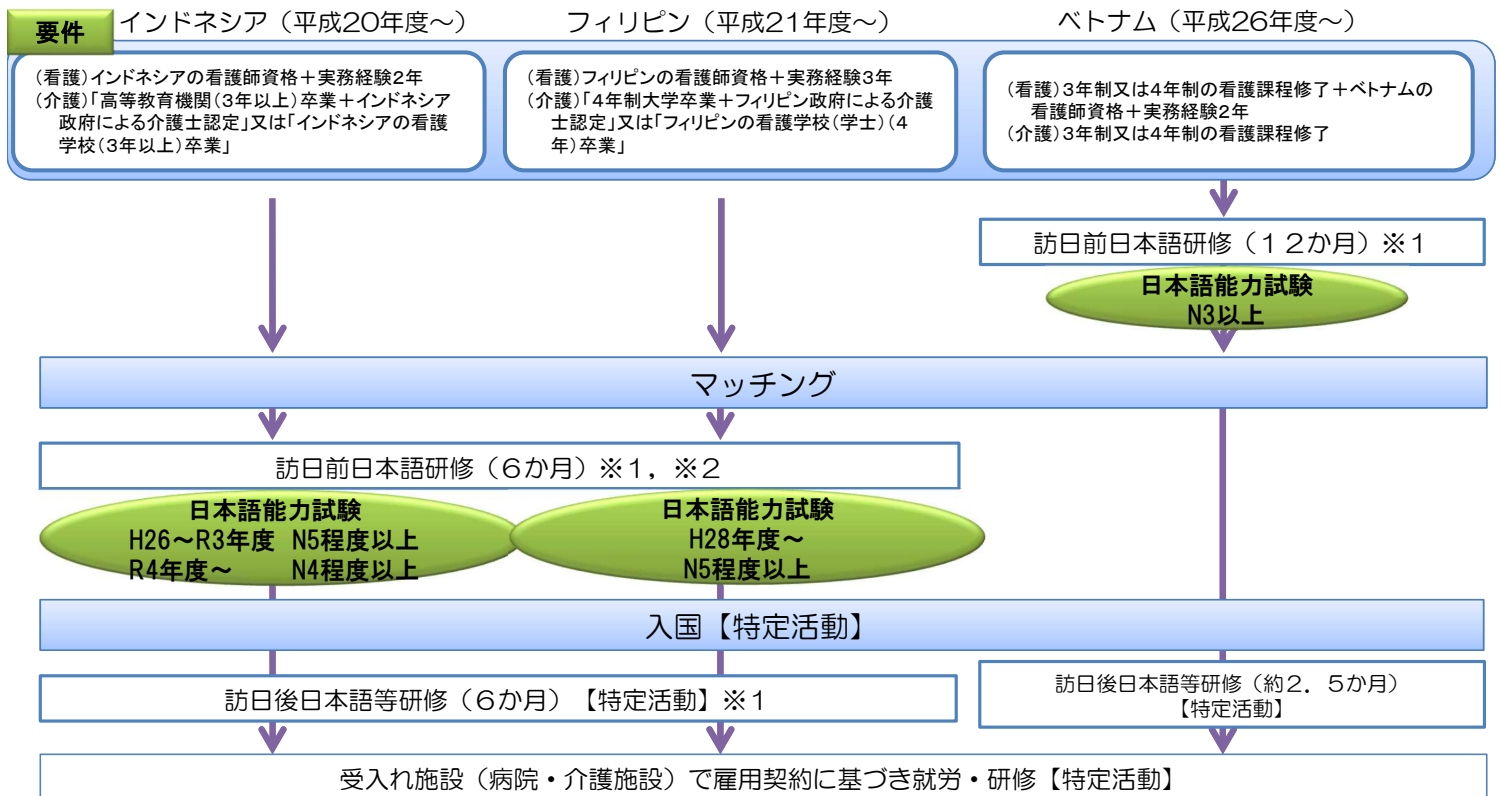 要件
インドネシア（平成20年度～）
フィリピン（平成21年度～）
ベトナム（平成26年度～）
(看護)インドネシアの看護師資格＋実務経験2年
(介護)「高等教育機関(3年以上)卒業＋インドネシア
政府による介護士認定」又は「インドネシアの看護
学校(3年以上)卒業」
(看護)フィリピンの看護師資格＋実務経験3年
(介護)「4年制大学卒業＋フィリピン政府による介護
士認定」又は「フィリピンの看護学校(学士)(4
年)卒業」
(看護)3年制又は4年制の看護課程修了＋ベトナムの
看護師資格＋実務経験2年
(介護)3年制又は4年制の看護課程修了
訪日前日本語研修（１２か月）※１
日本語能力試験
N3以上
マッチング
訪日前日本語研修（６か月）※１，※２
日本語能力試験
H26～R3年度 N5程度以上
R4年度～ N4程度以上
日本語能力試験
H28年度～
N5程度以上
入国【特定活動】
訪日後日本語等研修（６か月）【特定活動】※１
訪日後日本語等研修（約２．５か月）
【特定活動】
受入れ施設（病院・介護施設）で雇用契約に基づき就労・研修【特定活動】